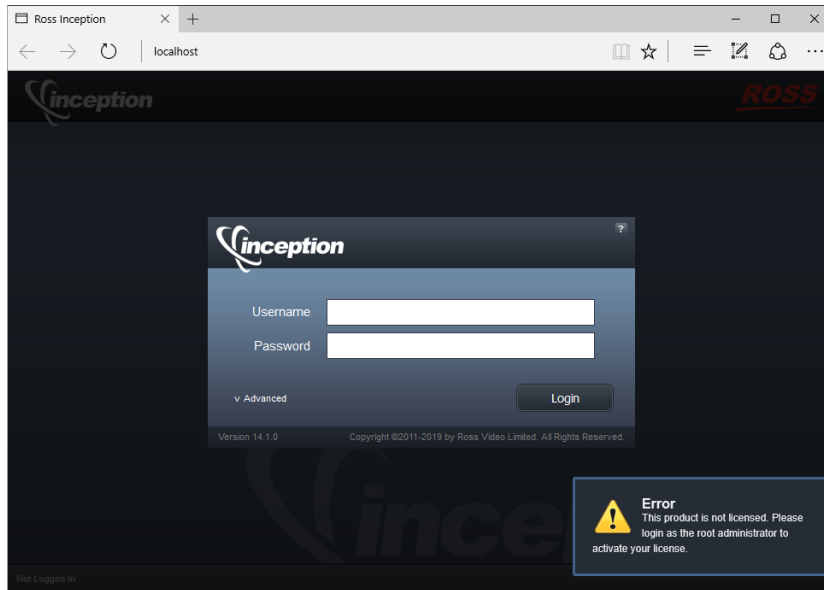 Ross Inception
localhost
inception
ROSS
inception
?
Username
Password
v Advanced
Login
Version 14.1.0
Copyright ©2011-2019 by Ross Video Limited. All Rights Reserved.
Error
This product is not licensed. Please
login as the root administrator to
activate your license.
ince
Not Logged In